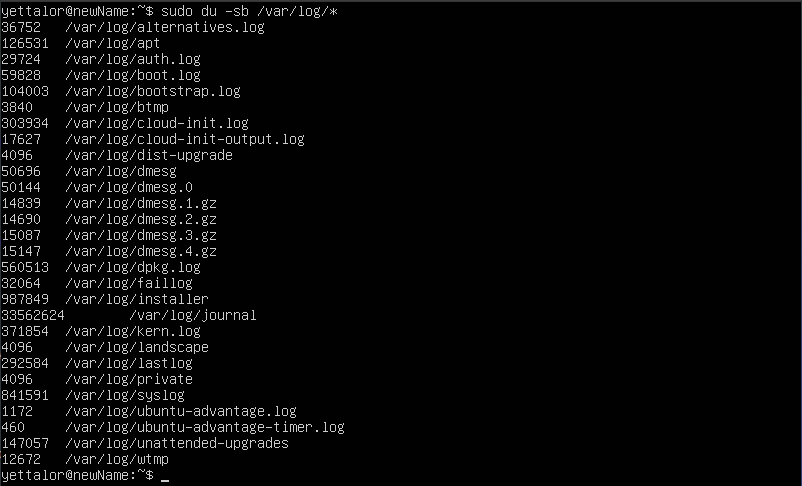 yettalor@newName:~$ sudo du -sb /var/log/*
36752	/var/log/alternatives.log
126531	/var/log/apt
29724	/var/log/auth.log
59828	/var/log/boot.log
104003	/var/log/bootstrap.log
3840	/var/log/btmp
303934	/var/log/cloud-init.log
17627	/var/log/cloud-init-output.log
4096	/var/log/dist-upgrade
50696	/var/log/dmesg
50144	/var/log/dmesg.0
14839	/var/log/dmesg.1.gz
14690	/var/log/dmesg.2.gz
15087	/var/log/dmesg.3.gz
15147	/var/log/dmesg.4.gz
560513	/var/log/dpkg.log
32064	/var/log/faillog
987849	/var/log/installer
33562624	/var/log/journal
371854	/var/log/kern.log
4096	/var/log/landscape
292584	/var/log/lastlog
4096	/var/log/private
841591	/var/log/syslog
1172	/var/log/ubuntu-advantage.log
460	/var/log/ubuntu-advantage-timer.log
147057	/var/log/unattended-upgrades
12672	/var/log/wtmp
yettalor@newName:~$ _